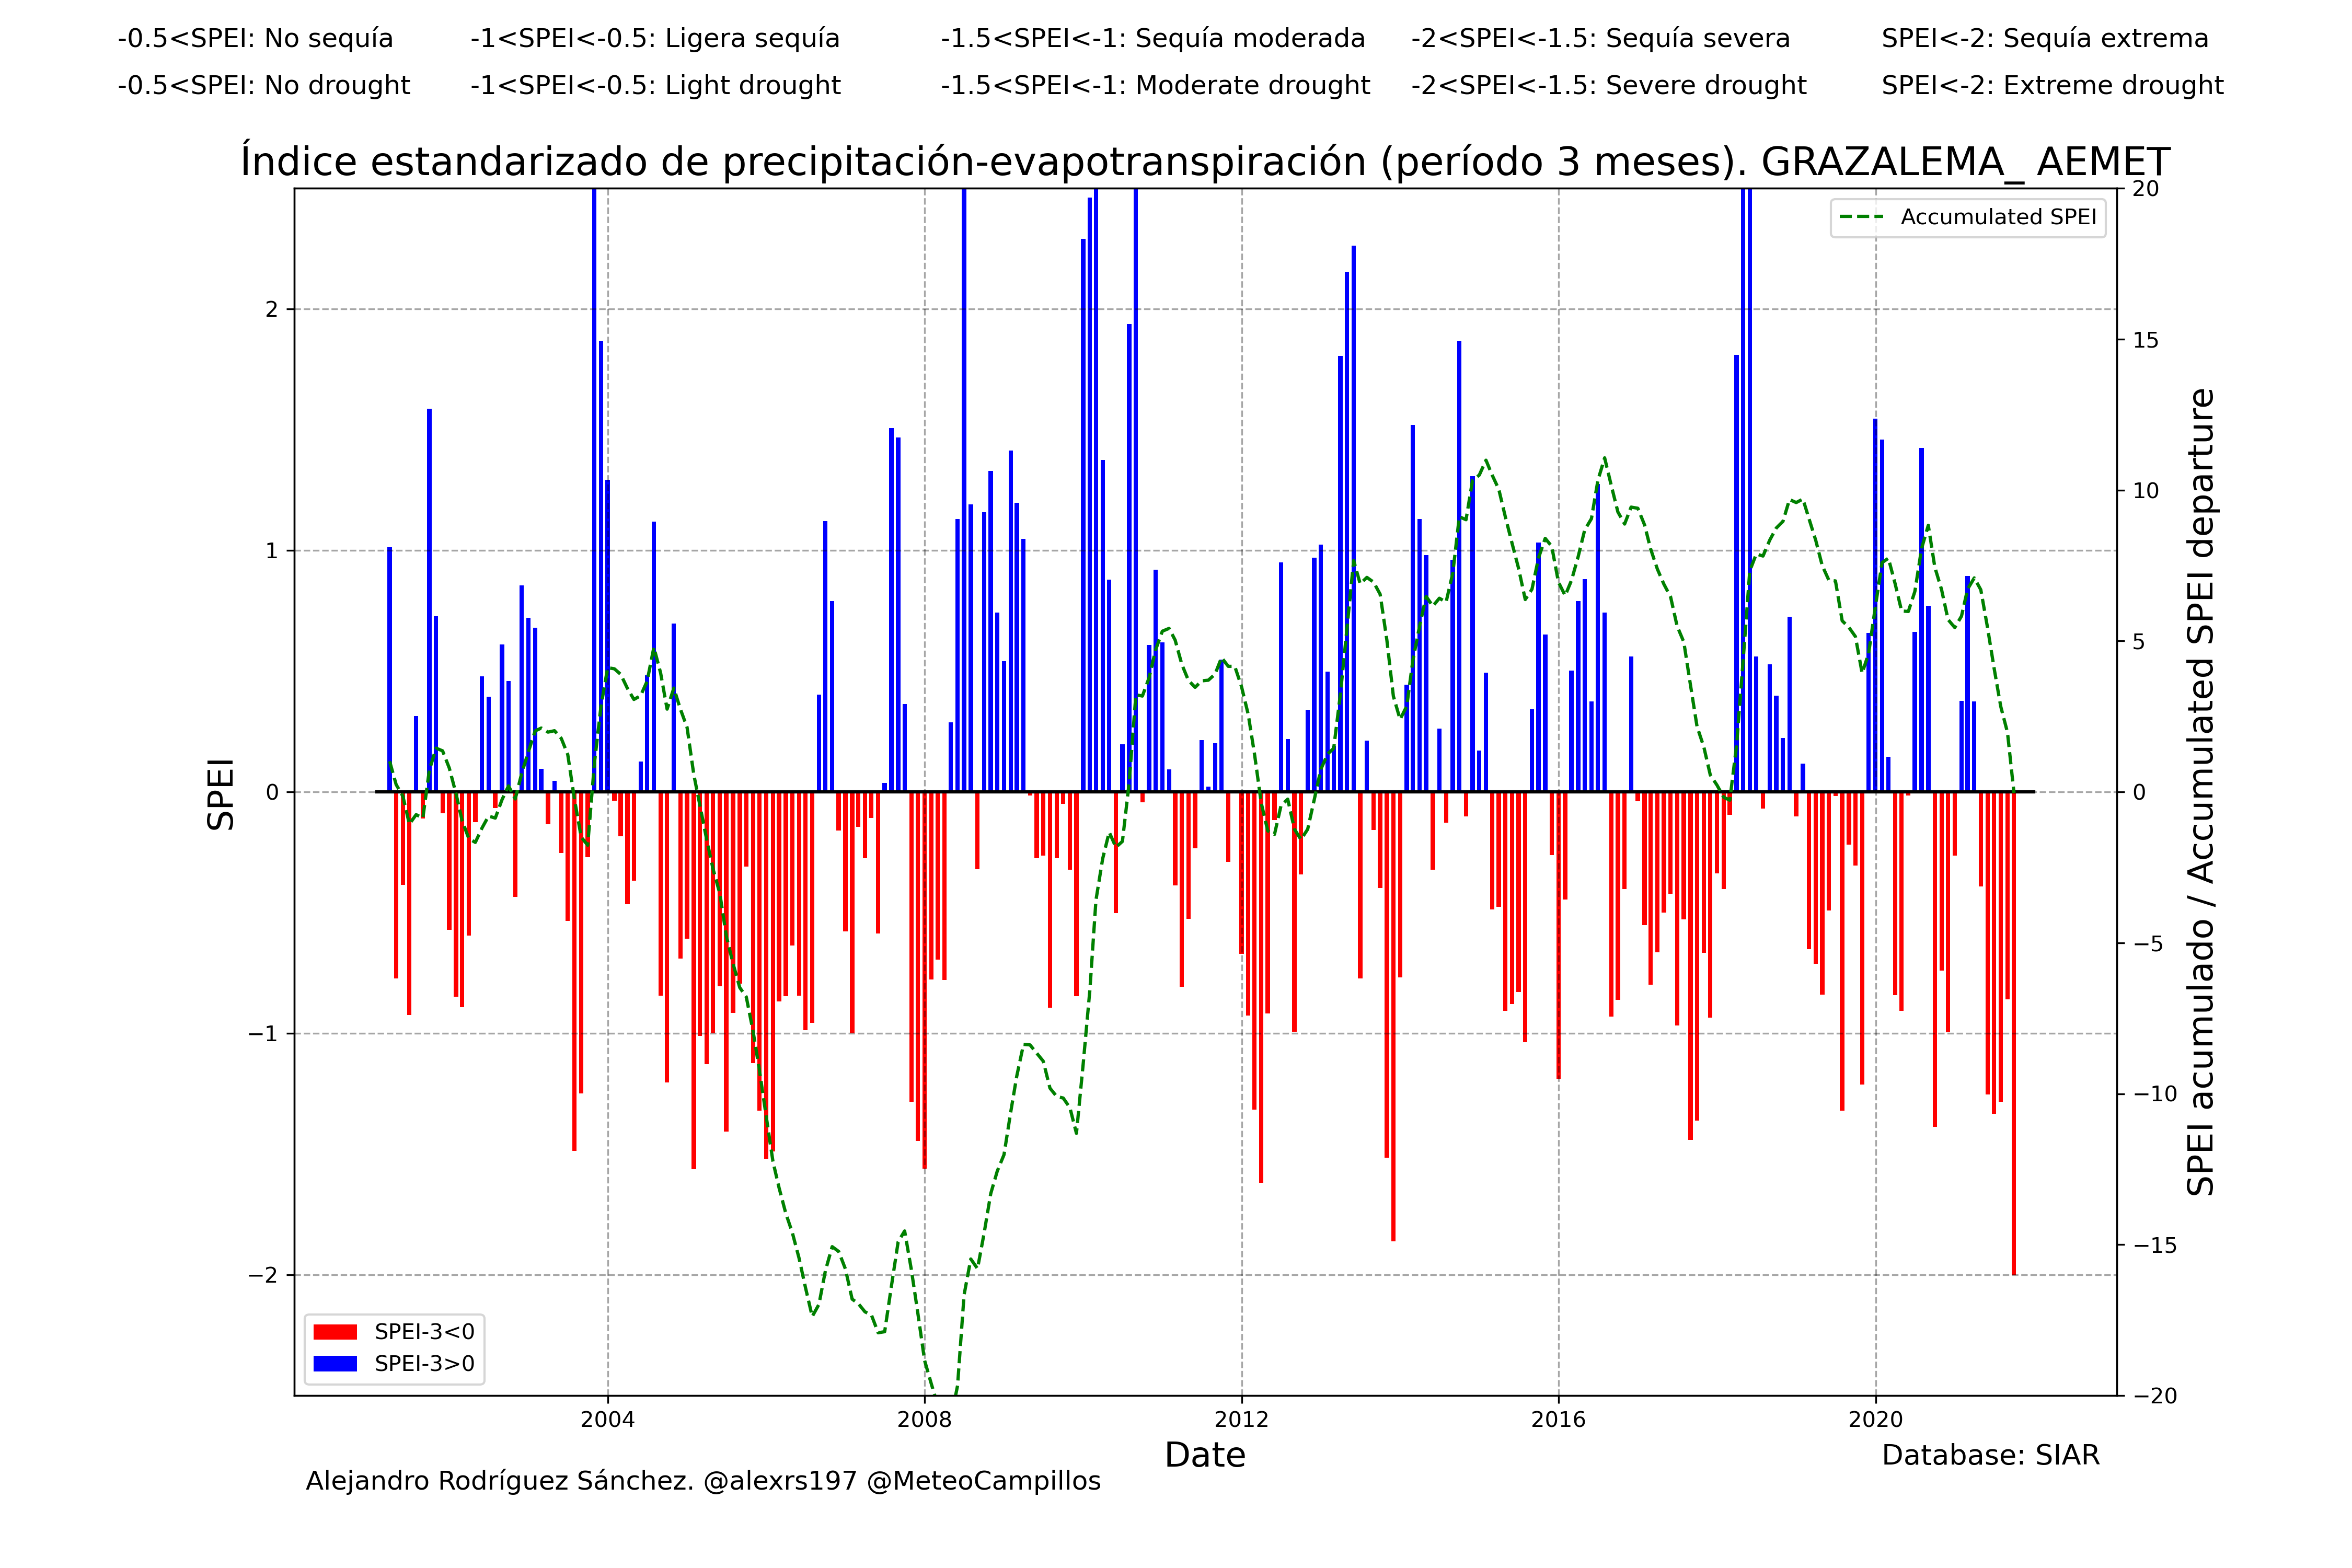 -0.5<SPEI: No sequía -1<SPEI<-0.5: Ligera sequía -1.5<SPEI<-1: Sequía moderada -2<SPEI<-1.5: Sequía severa SPEI<-2: Sequía extrema
-0.5<SPEI: No drought -1<SPEI<-0.5: Light drought -1.5<SPEI<-1: Moderate drought -2<SPEI<-1.5: Severe drought SPEI<-2: Extreme drought
Índice estandarizado de precipitación-evapotranspiración (período 3 meses). GRAZALEMA_ AEMET
Accumulated SPEI
2
1
0
−1
−2
SPEI
20
15
10
5
0
−5
−10
−15
−20
SPEI acumulado / Accumulated SPEI departure
SPEI-3<0
SPEI-3>0
2004 2008 2012 2016 2020
Date
Database: SIAR
Alejandro Rodríguez Sánchez. @alexrs197 @MeteoCampillos